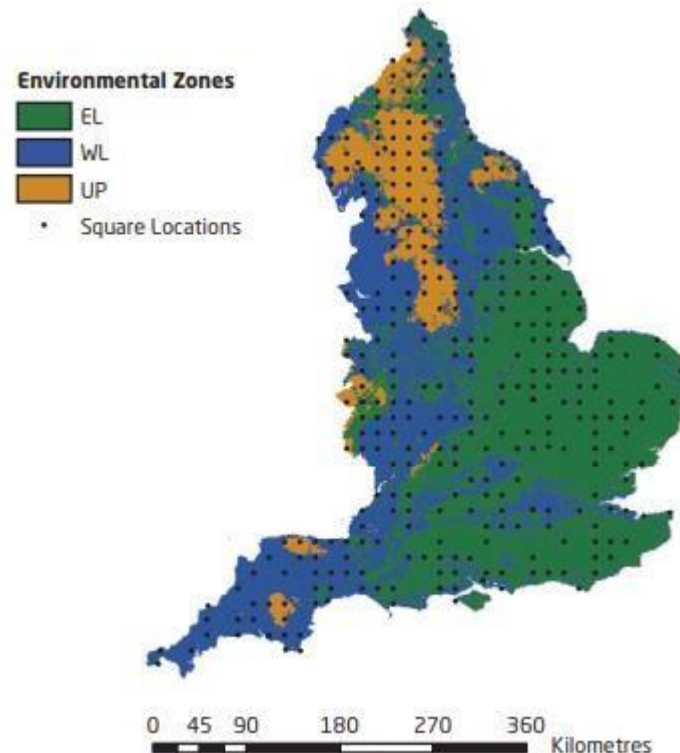 Environmental Zones
EL
WL
UP
Square Locations
0 45 90 180 270 360
Kilometres